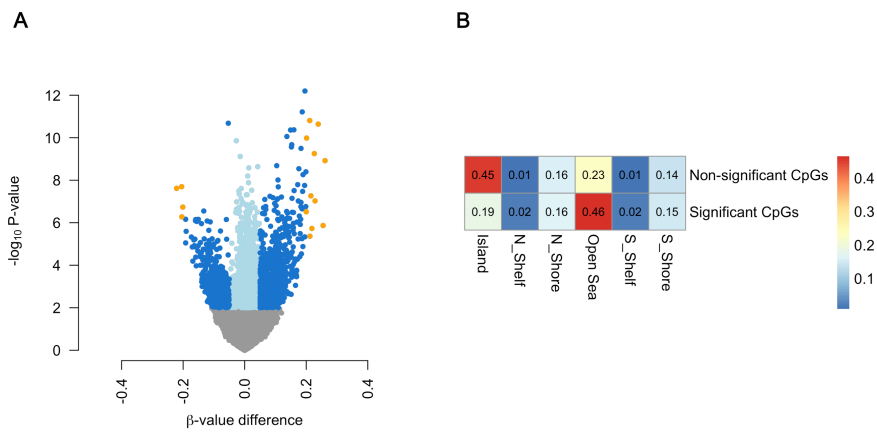 A
B
12
10
8
6
4
2
0
-log10 P-value
-0.4
-0.2
0.0
0.2
0.4
β-value difference
0.45 0.01 0.16 0.23 0.01 0.14 Non-significant CpGs
0.19 0.02 0.16 0.46 0.02 0.15 Significant CpGs
Island
N_Shelf
N_Shore
Open Sea
S_Shelf
S_Shore
0.4
0.3
0.2
0.1